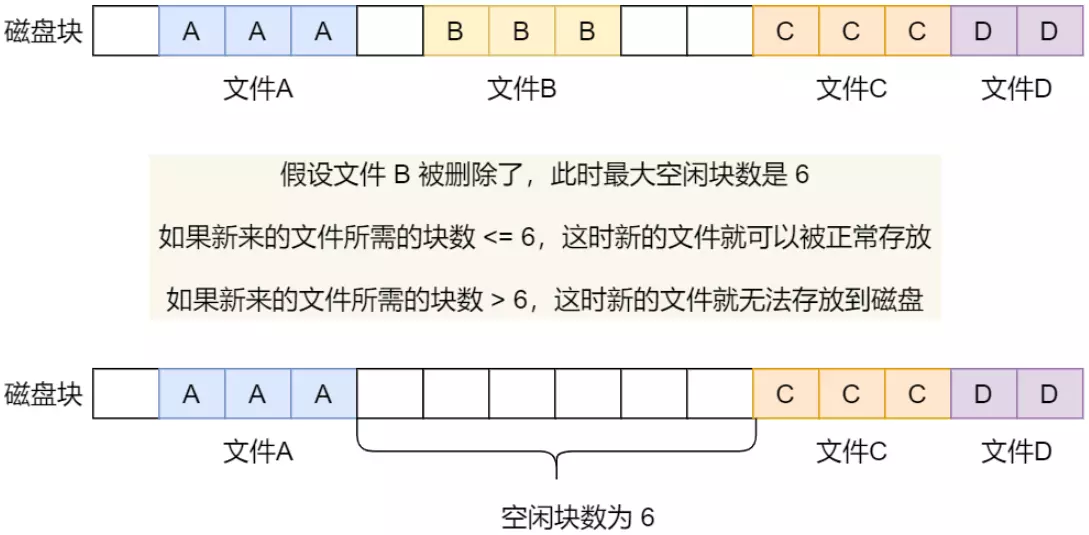 磁盘块 A A A B B B C C C D D
文件A 文件B 文件C 文件D
假设文件 B 被删除了，此时最大空闲块数是 6
如果新来的文件所需的块数 <= 6，这时新的文件就可以被正常存放
如果新来的文件所需的块数 > 6，这时新的文件就无法存放到磁盘
磁盘块 A A A C C C D D
文件A 文件C 文件D
空闲块数为 6